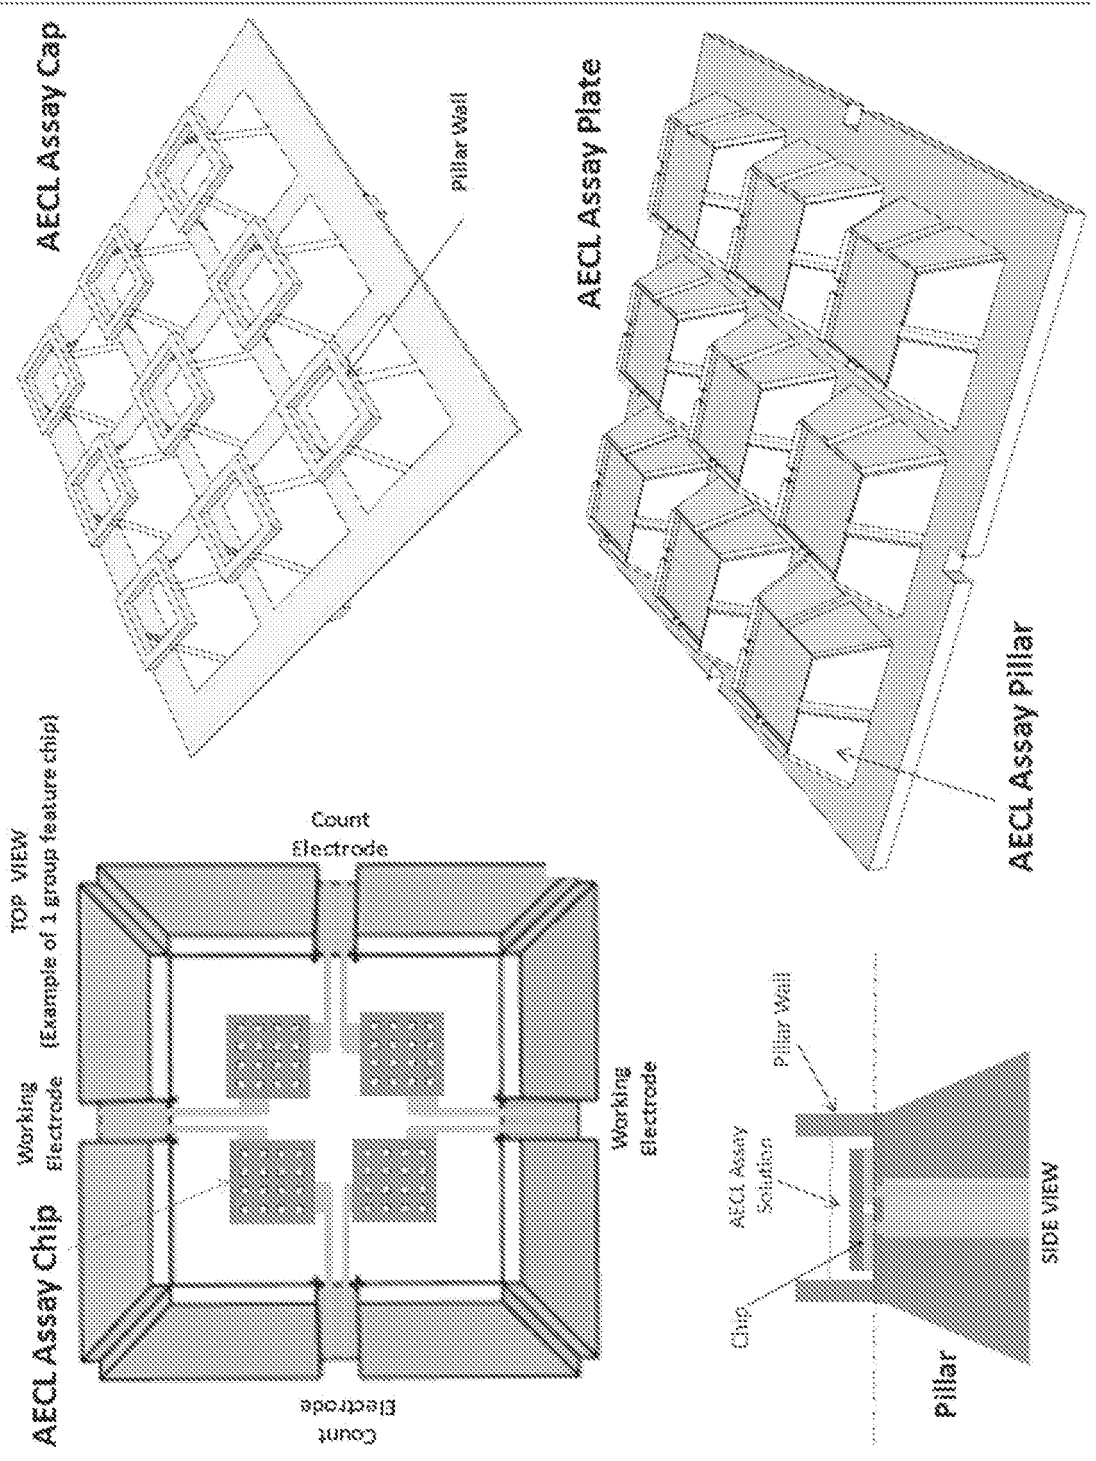 AECL Assay Chip
TOP VIEW
(Example of 1 group feature chip)
Working
Electrode
Count
Electrode
Count
Electrode
Working
Electrode
AECL Assay Cap
Pillar Wall
Pillar
Chip
AECL Assay
Solution
Pillar Wall
SIDE VIEW
AECL Assay Plate
AECL Assay Pillar